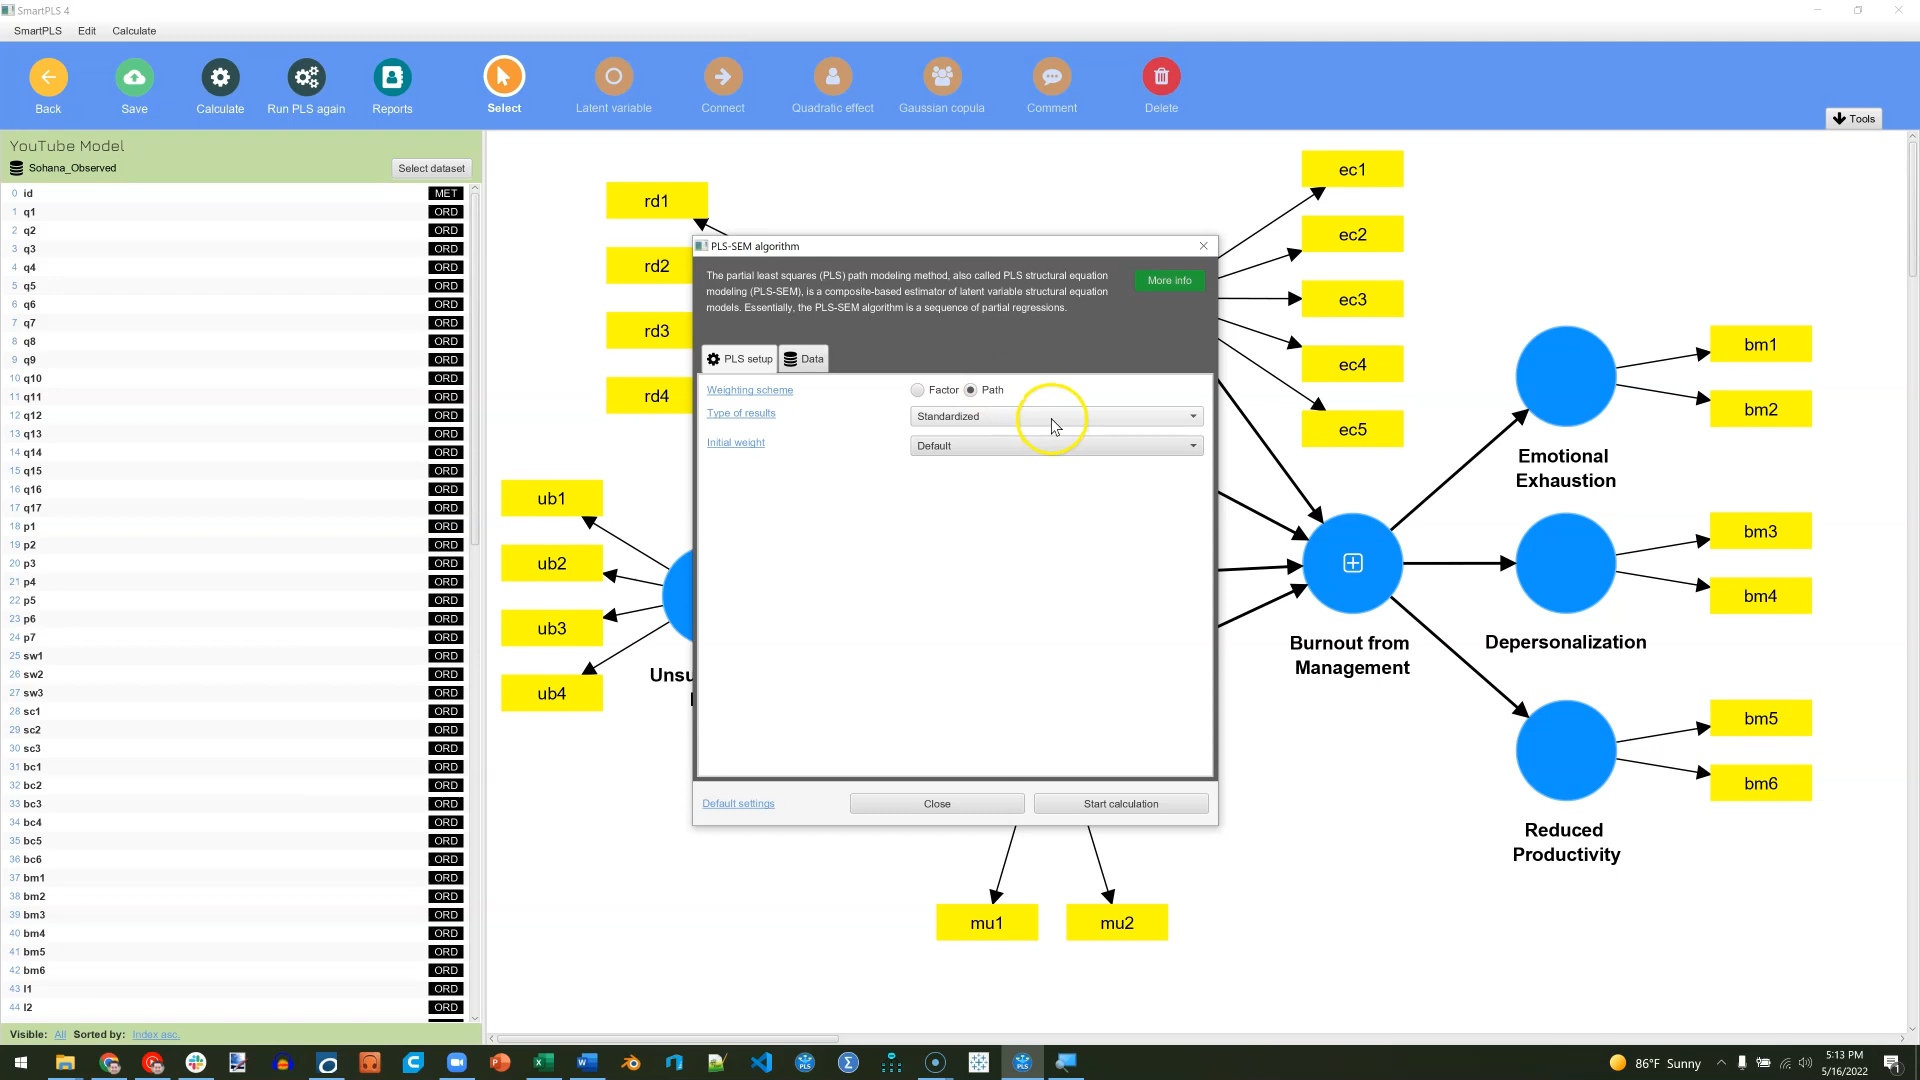 SmartPLS 4
SmartPLS Edit Calculate
Back Save Calculate Run PLS again Reports Select Latent variable Connect Quadratic effect Gaussian copula Comment Delete
Tools
YouTube Model
Sohana_Observed Select dataset
0 id MET
1 q1 ORD
2 q2 ORD
3 q3 ORD
4 q4 ORD
5 q5 ORD
6 q6 ORD
7 q7 ORD
8 q8 ORD
9 q9 ORD
10 q10 ORD
11 q11 ORD
12 q12 ORD
13 q13 ORD
14 q14 ORD
15 q15 ORD
16 q16 ORD
17 q17 ORD
18 p1 ORD
19 p2 ORD
20 p3 ORD
21 p4 ORD
22 p5 ORD
23 p6 ORD
24 p7 ORD
25 sw1 ORD
26 sw2 ORD
27 sw3 ORD
28 sc1 ORD
29 sc2 ORD
30 sc3 ORD
31 bc1 ORD
32 bc2 ORD
33 bc3 ORD
34 bc4 ORD
35 bc5 ORD
36 bc6 ORD
37 bm1 ORD
38 bm2 ORD
39 bm3 ORD
40 bm4 ORD
41 bm5 ORD
42 bm6 ORD
43 l1 ORD
44 l2 ORD
Visible: All Sorted by: Index asc.
rd1
rd2
rd3
rd4
ub1
ub2
ub3
ub4
Unsu
PLS-SEM algorithm
The partial least squares (PLS) path modeling method, also called PLS structural equation
modeling (PLS-SEM), is a composite-based estimator of latent variable structural equation
models. Essentially, the PLS-SEM algorithm is a sequence of partial regressions.
More info
PLS setup Data
Weighting scheme Factor Path
Type of results Standardized
Initial weight Default
Default settings Close Start calculation
mu1 mu2
ec1
ec2
ec3
ec4
ec5
Burnout from
Management
Emotional
Exhaustion
Depersonalization
Reduced
Productivity
bm1
bm2
bm3
bm4
bm5
bm6
86°F Sunny
5:13 PM
5/16/2022
1